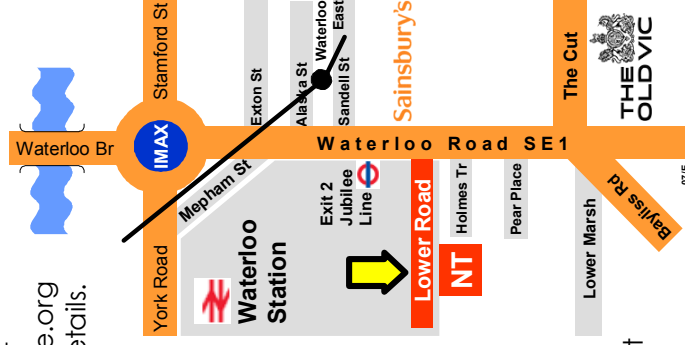 e.org
etails.
Waterloo Br
Stamford St
IMAX
York Road
Mepham St
Exton St
Alaska St
Waterloo
East
Sandell St
Sainsbury's
Waterloo Road SE1
Waterloo
Station
Exit 2
Jubilee
Line
Lower Road
NT
Holmes Tr
Pear Place
The Cut
THE
OLD VIC
Lower Marsh
Bayliss Rd
t